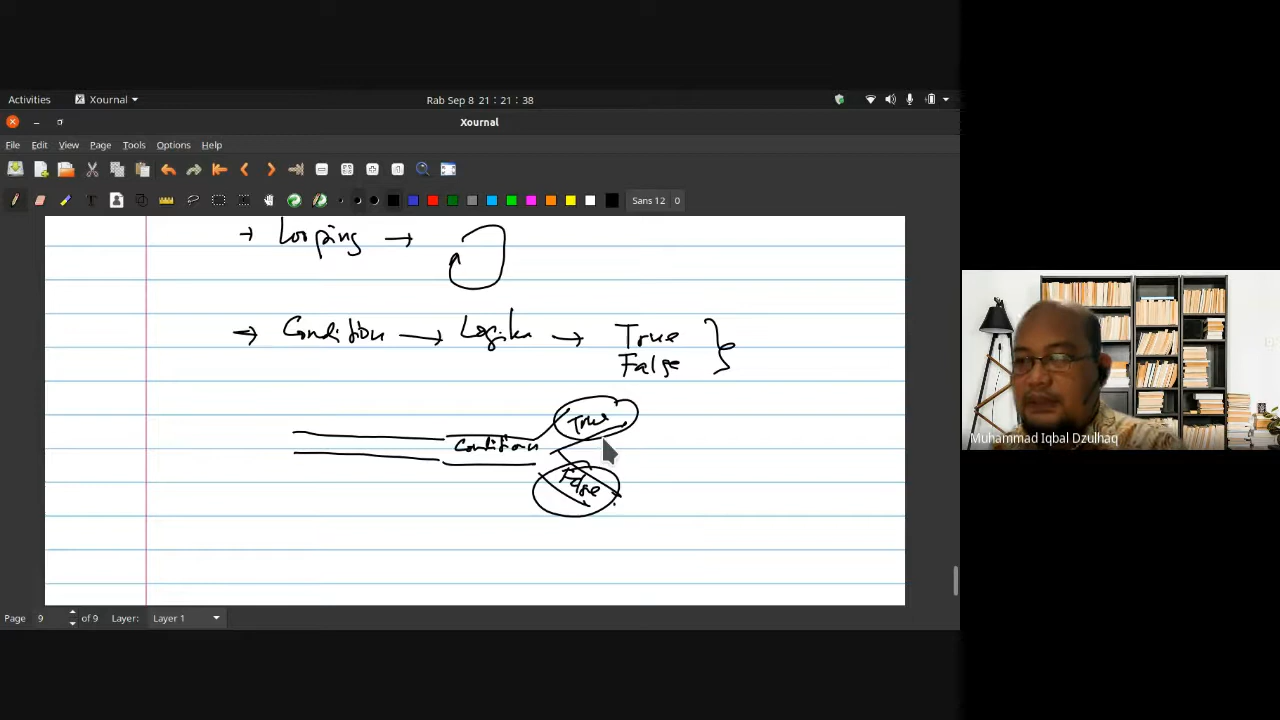 Activities Xournal Rab Sep 8 21:21:38
Xournal
File Edit View Page Tools Options Help
Sans 12 0
→ Looping →
→ Condition → Logika → True
False
True
Condition
False
Muhammad Iqbal Dzulhaq
Page 9 of 9 Layer: Layer 1